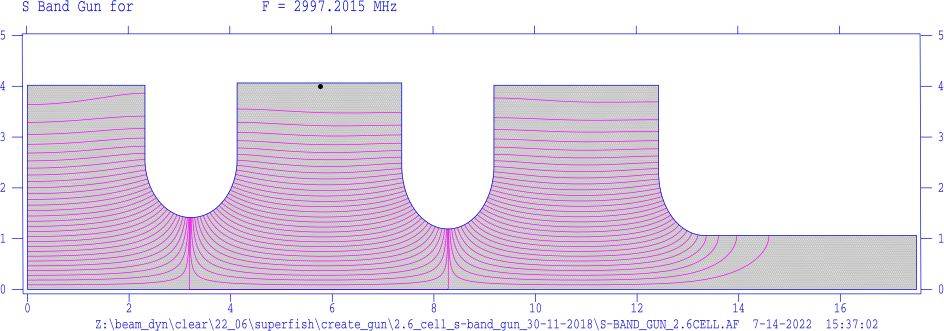 S Band Gun for F = 2997.2015 MHz
5 5
4 4
3 3
2 2
1 1
0 0
0 2 4 6 8 10 12 14 16
Z:\beam_dyn\clear\22_06\superfish\create_gun\2.6_cell_s-band_gun_30-11-2018\S-BAND_GUN_2.6CELL.AF 7-14-2022 15:37:02